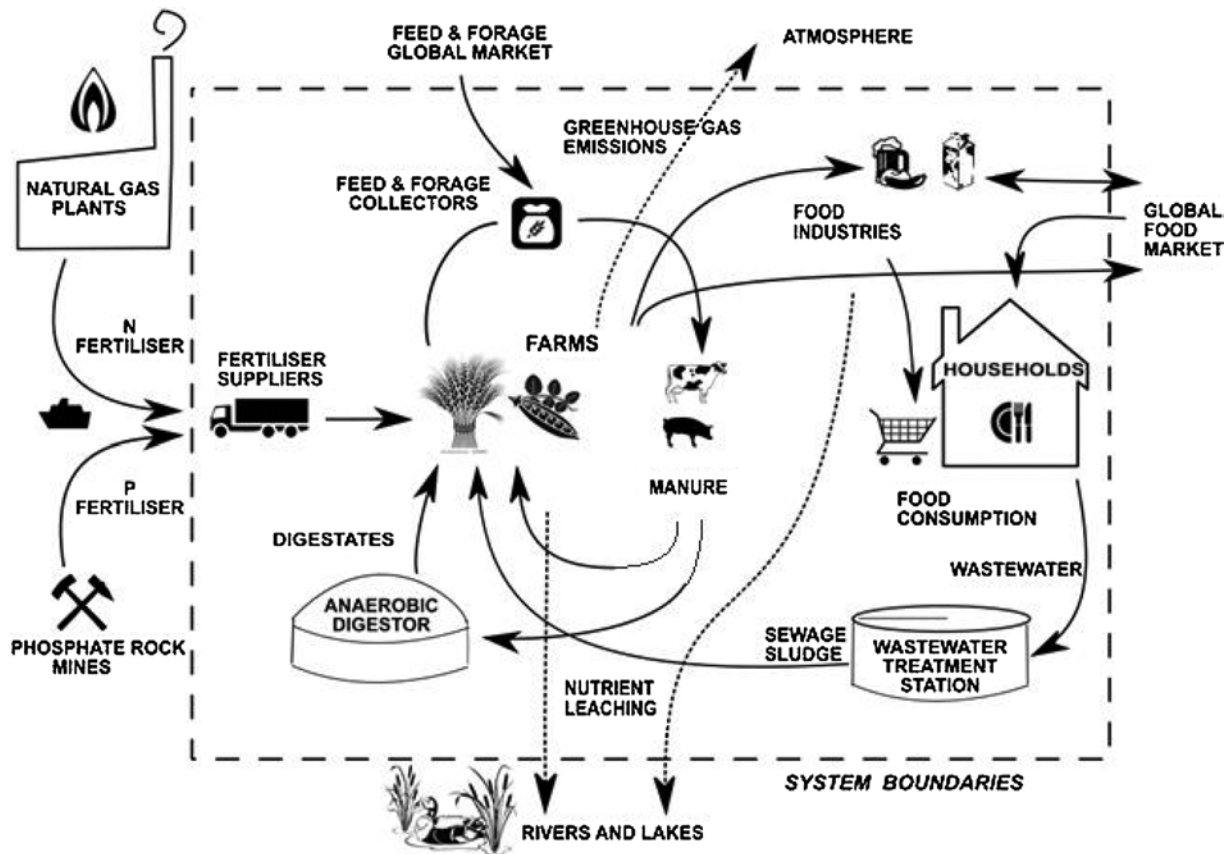 FEED & FORAGE
GLOBAL MARKET
ATMOSPHERE
GREENHOUSE GAS
EMISSIONS
NATURAL GAS
PLANTS
FEED & FORAGE
COLLECTORS
FOOD
INDUSTRIES
GLOBAL
FOOD
MARKET
N
FERTILISER
FERTILISER
SUPPLIERS
FARMS
HOUSEHOLDS
P
FERTILISER
MANURE
FOOD
CONSUMPTION
DIGESTATES
WASTEWATER
ANAEROBIC
DIGESTOR
PHOSPHATE ROCK
MINES
SEWAGE
SLUDGE
WASTEWATER
TREATMENT
STATION
NUTRIENT
LEACHING
SYSTEM BOUNDARIES
RIVERS AND LAKES